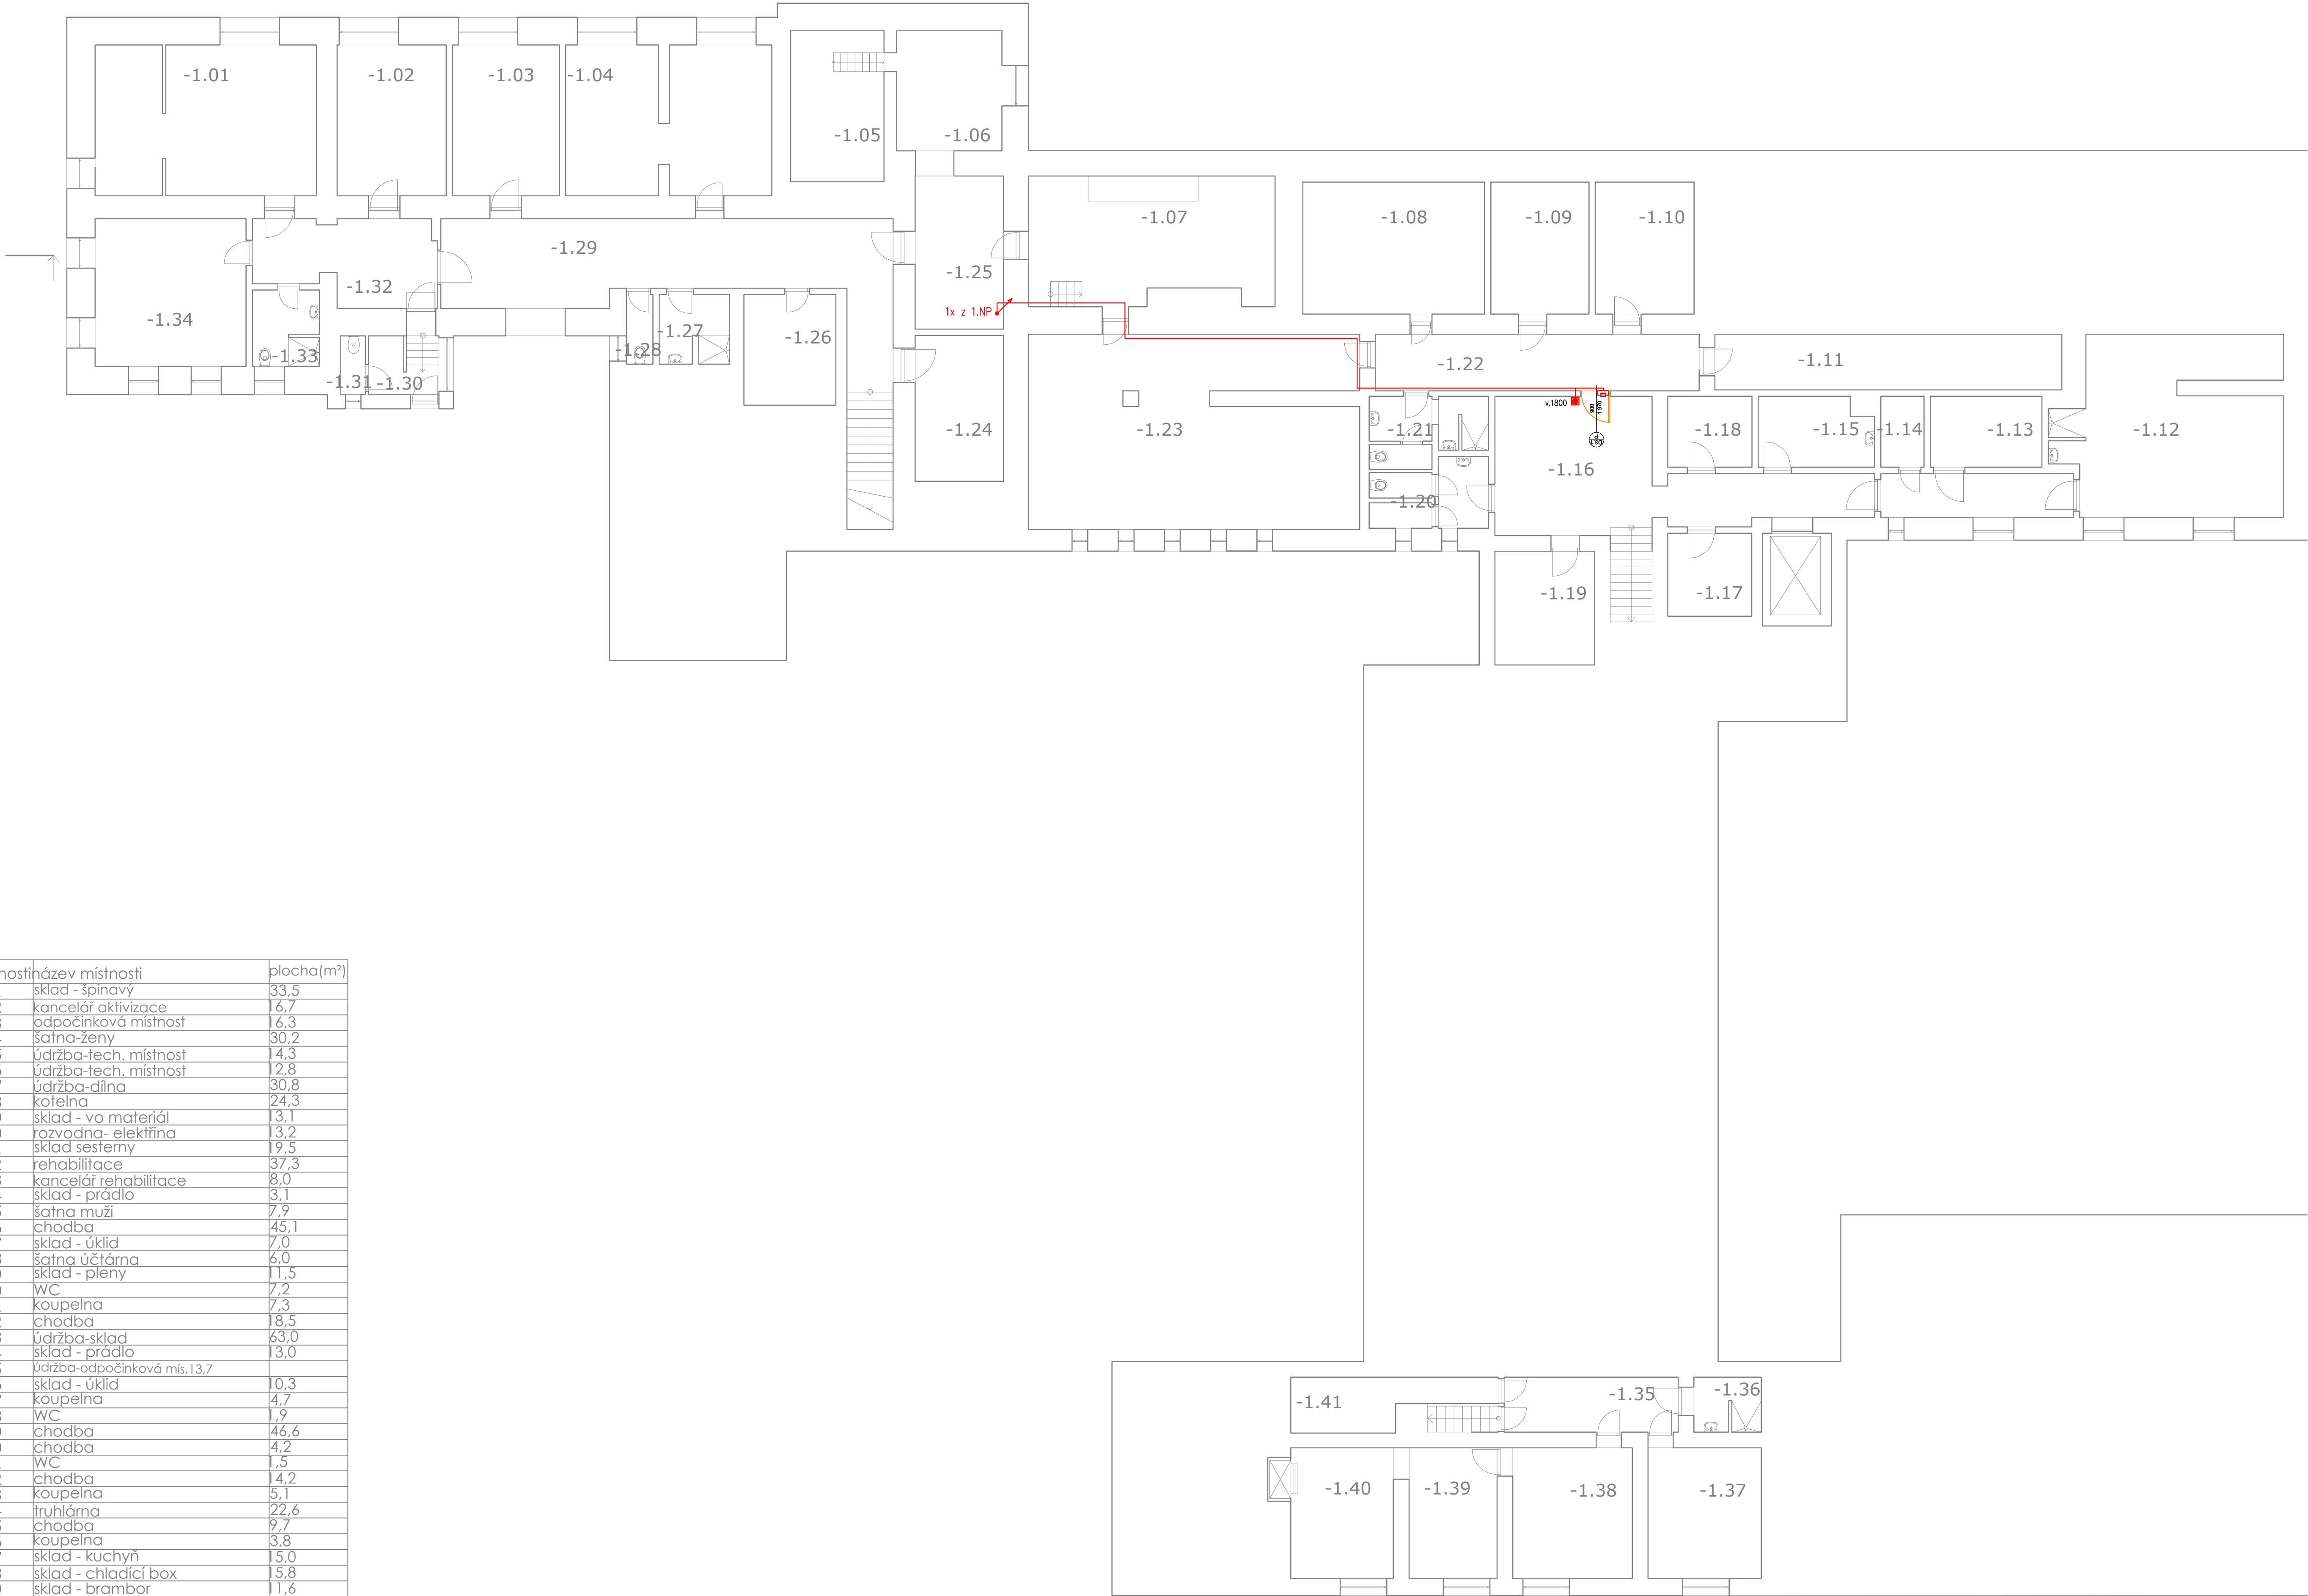 -1.01
-1.02
-1.03
-1.04
-1.05
-1.06
-1.07
-1.08
-1.09
-1.10
-1.29
-1.25
-1.32
-1.34
1x z 1.NP
-1.33
-1.27
-1.28
-1.26
-1.22
-1.11
-1.31
-1.30
-1.24
-1.23
-1.21
v.1800
900
1 970
-1.18
-1.15
-1.14
-1.13
-1.12
-1.16
-1.20
-1.19
-1.17
název místnosti plocha(m²)
sklad - špinavý 33,5
kancelář aktivizace 16,7
odpočinková místnost 16,3
šatna-ženy 30,2
údržba-tech. místnost 14,3
údržba-tech. místnost 12,8
údržba-dílna 30,8
kotelna 24,3
sklad - vo materiál 13,1
rozvodna- elektřina 13,2
sklad sesterny 19,5
rehabilitace 37,3
kancelář rehabilitace 8,0
sklad - prádlo 3,1
šatna muži 7,9
chodba 45,1
sklad - úklid 7,0
šatna účtárna 6,0
sklad - pleny 11,5
WC 7,2
koupelna 7,3
chodba 18,5
údržba-sklad 63,0
sklad - prádlo 13,0
údržba-odpočinková mís.13,7
sklad - úklid 10,3
koupelna 4,7
WC 1,9
chodba 46,6
chodba 4,2
WC 1,5
chodba 14,2
koupelna 5,1
truhlárna 22,6
chodba 9,7
koupelna 3,8
sklad - kuchyň 15,0
sklad - chladící box 15,8
sklad - brambor 11,6
-1.41
-1.35
-1.36
-1.40
-1.39
-1.38
-1.37